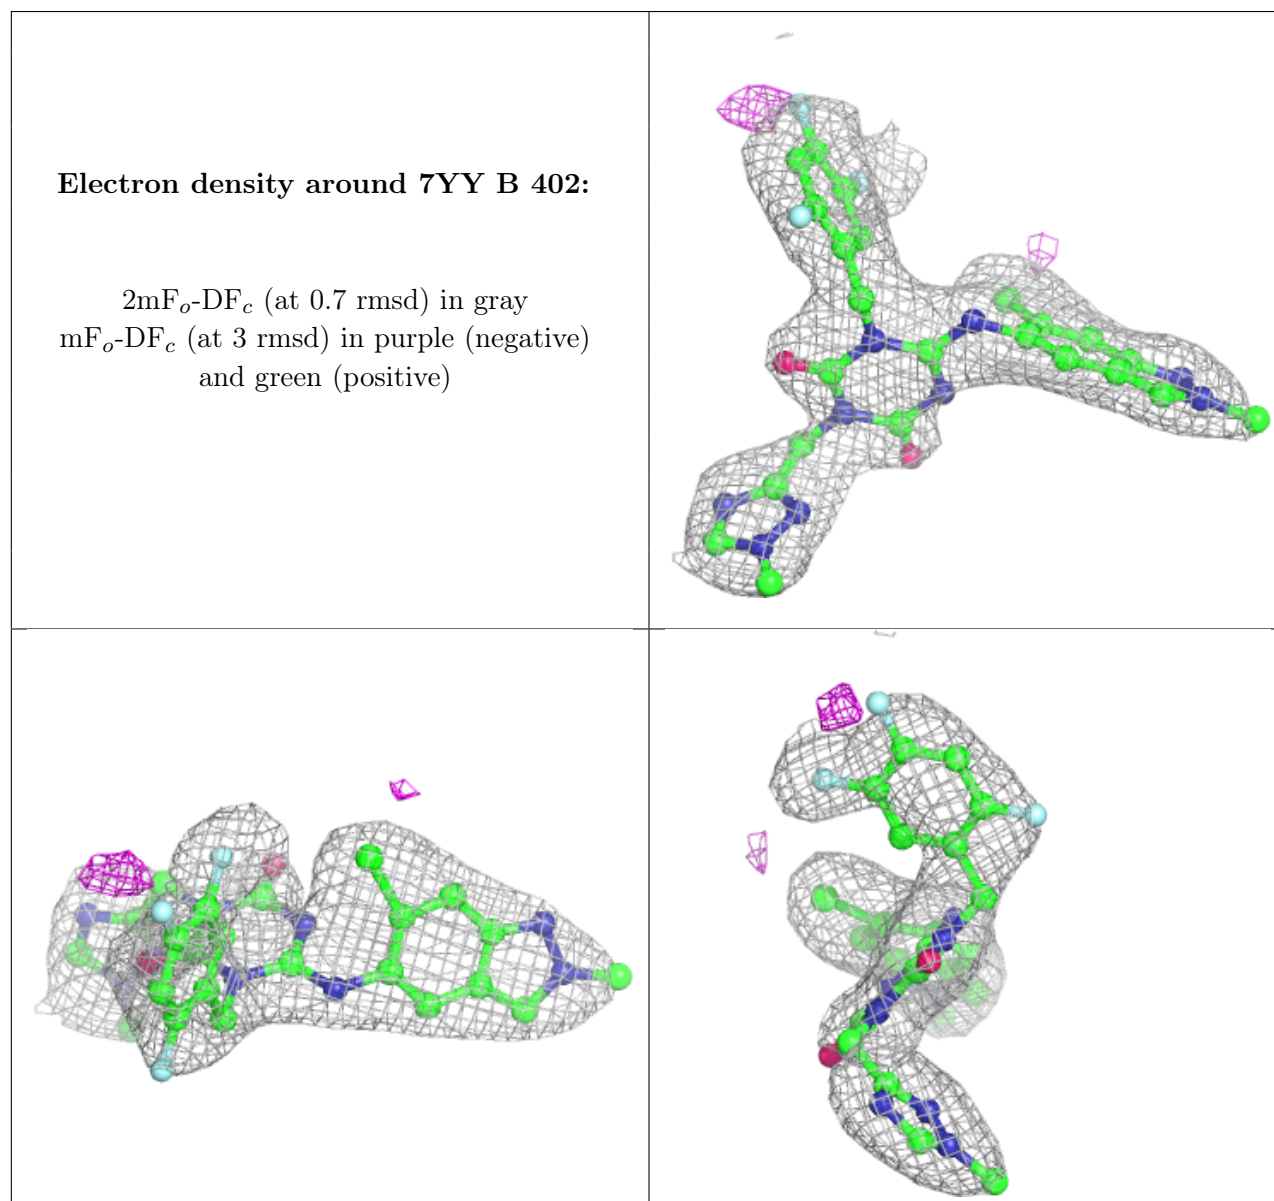 Electron density around 7YY B 402:
2mFo-DFc (at 0.7 rmsd) in gray
mFo-DFc (at 3 rmsd) in purple (negative)
and green (positive)